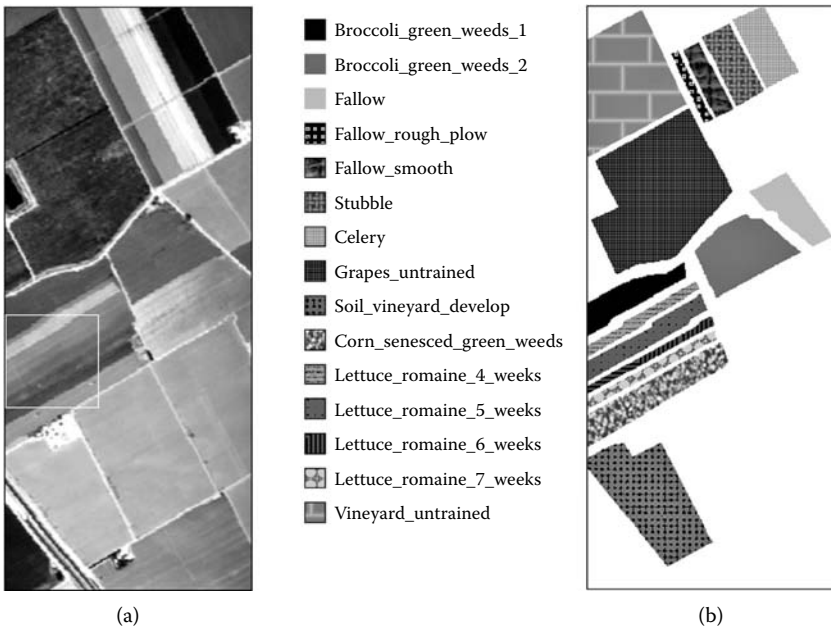 Broccoli_green_weeds_1
Broccoli_green_weeds_2
Fallow
Fallow_rough_plow
Fallow_smooth
Stubble
Celery
Grapes_untrained
Soil_vineyard_develop
Corn_senesced_green_weeds
Lettuce_romaine_4_weeks
Lettuce_romaine_5_weeks
Lettuce_romaine_6_weeks
Lettuce_romaine_7_weeks
Vineyard_untrained
(a)
(b)